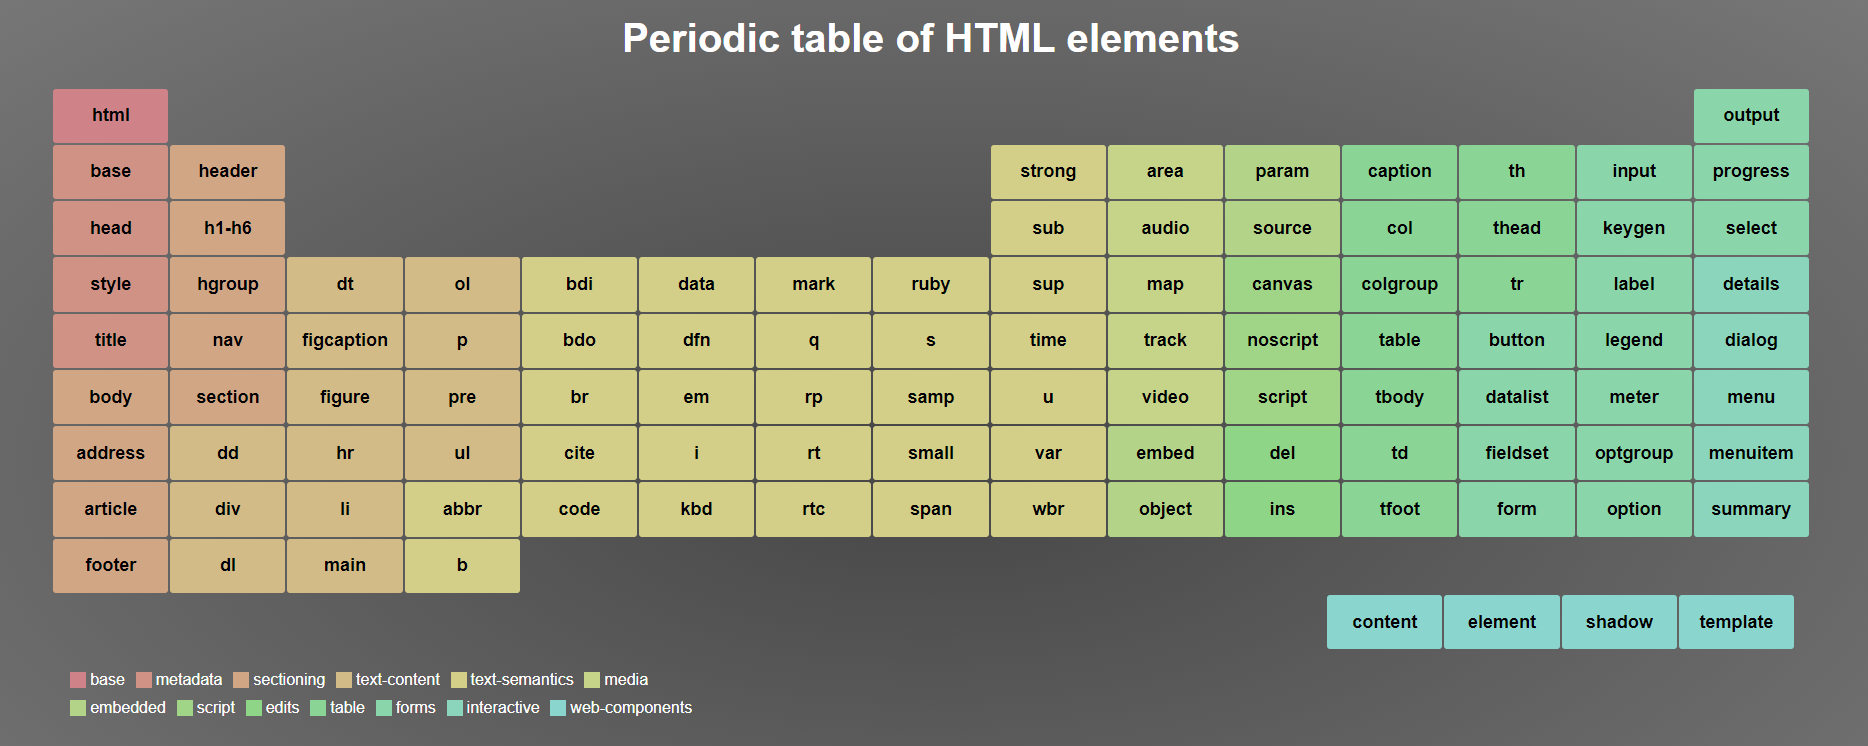 Periodic table of HTML elements
html output
base header strong area param caption th input progress
head h1-h6 sub audio source col thead keygen select
style hgroup dt ol bdi data mark ruby sup map canvas colgroup tr label details
title nav figcaption p bdo dfn q s time track noscript table button legend dialog
body section figure pre br em rp samp u video script tbody datalist meter menu
address dd hr ul cite i rt small var embed del td fieldset optgroup menuitem
article div li abbr code kbd rtc span wbr object ins tfoot form option summary
footer dl main b
content element shadow template
base metadata sectioning text-content text-semantics media
embedded script edits table forms interactive web-components